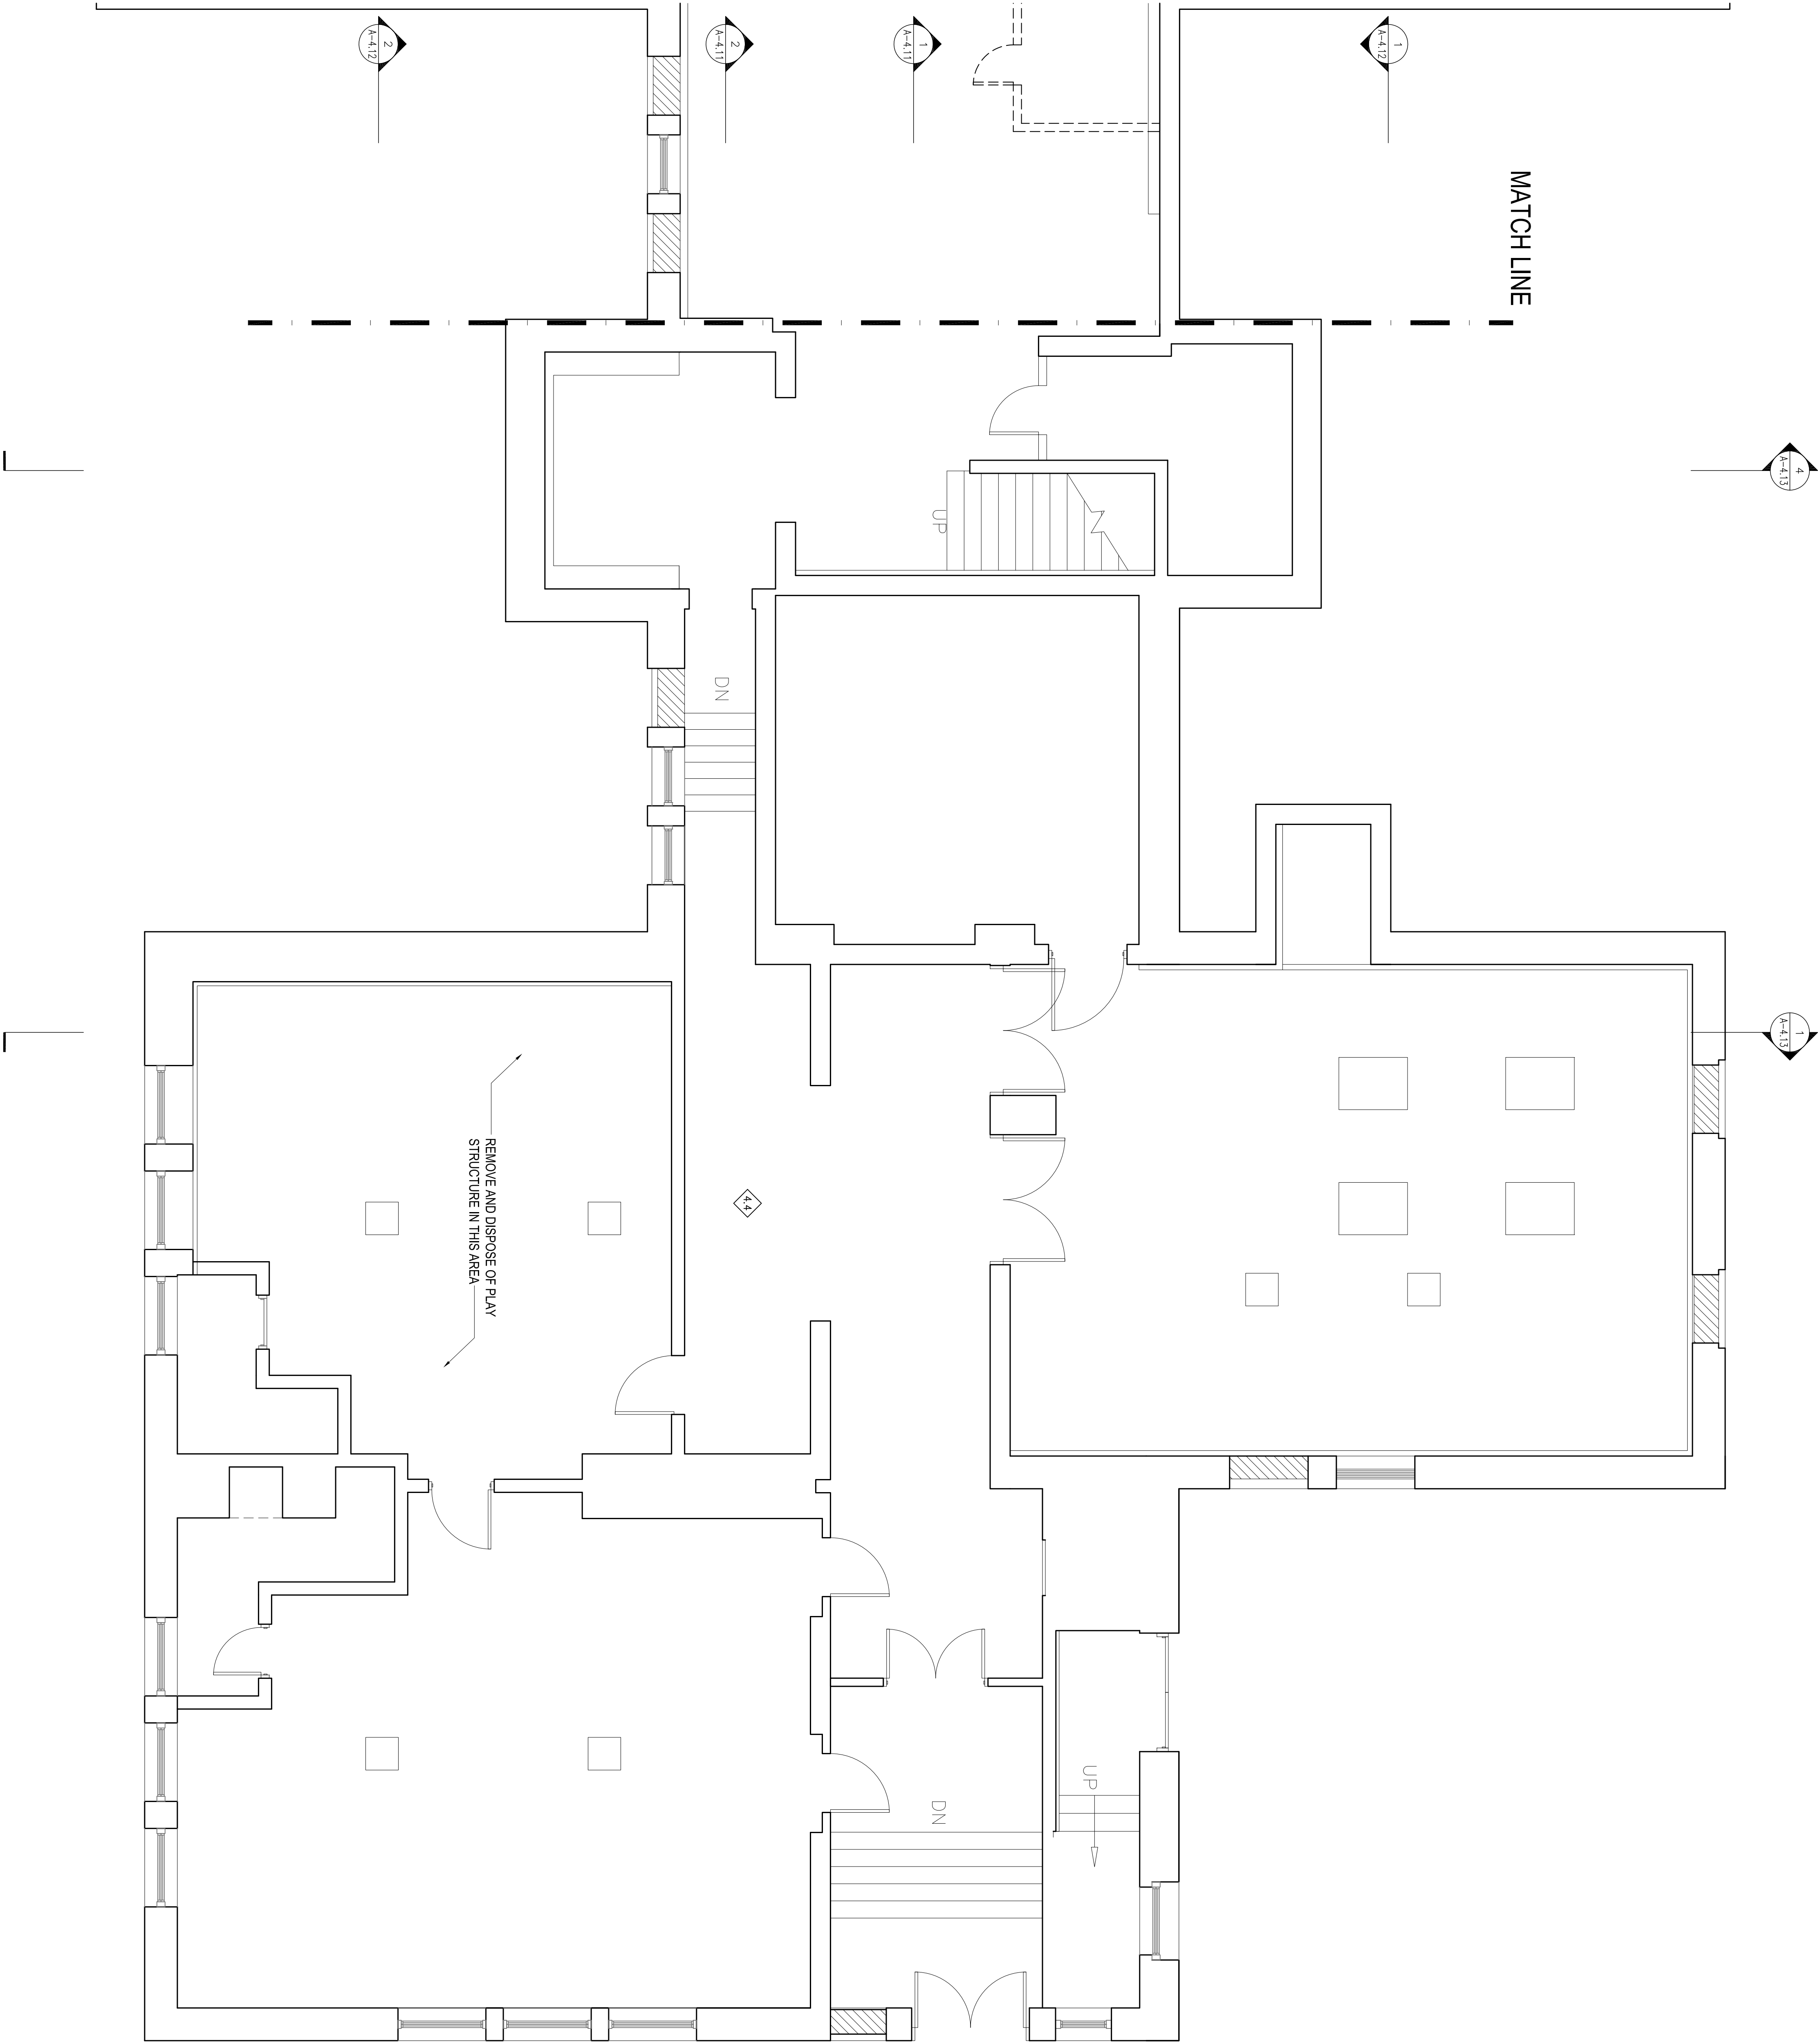 2
A-4.12
2
A-4.11
1
A-4.11
1
A-4.12
MATCH LINE
4
A-4.13
UP
DN
1
A-4.13
REMOVE AND DISPOSE OF PLAY
STRUCTURE IN THIS AREA
4.4
UP
DN